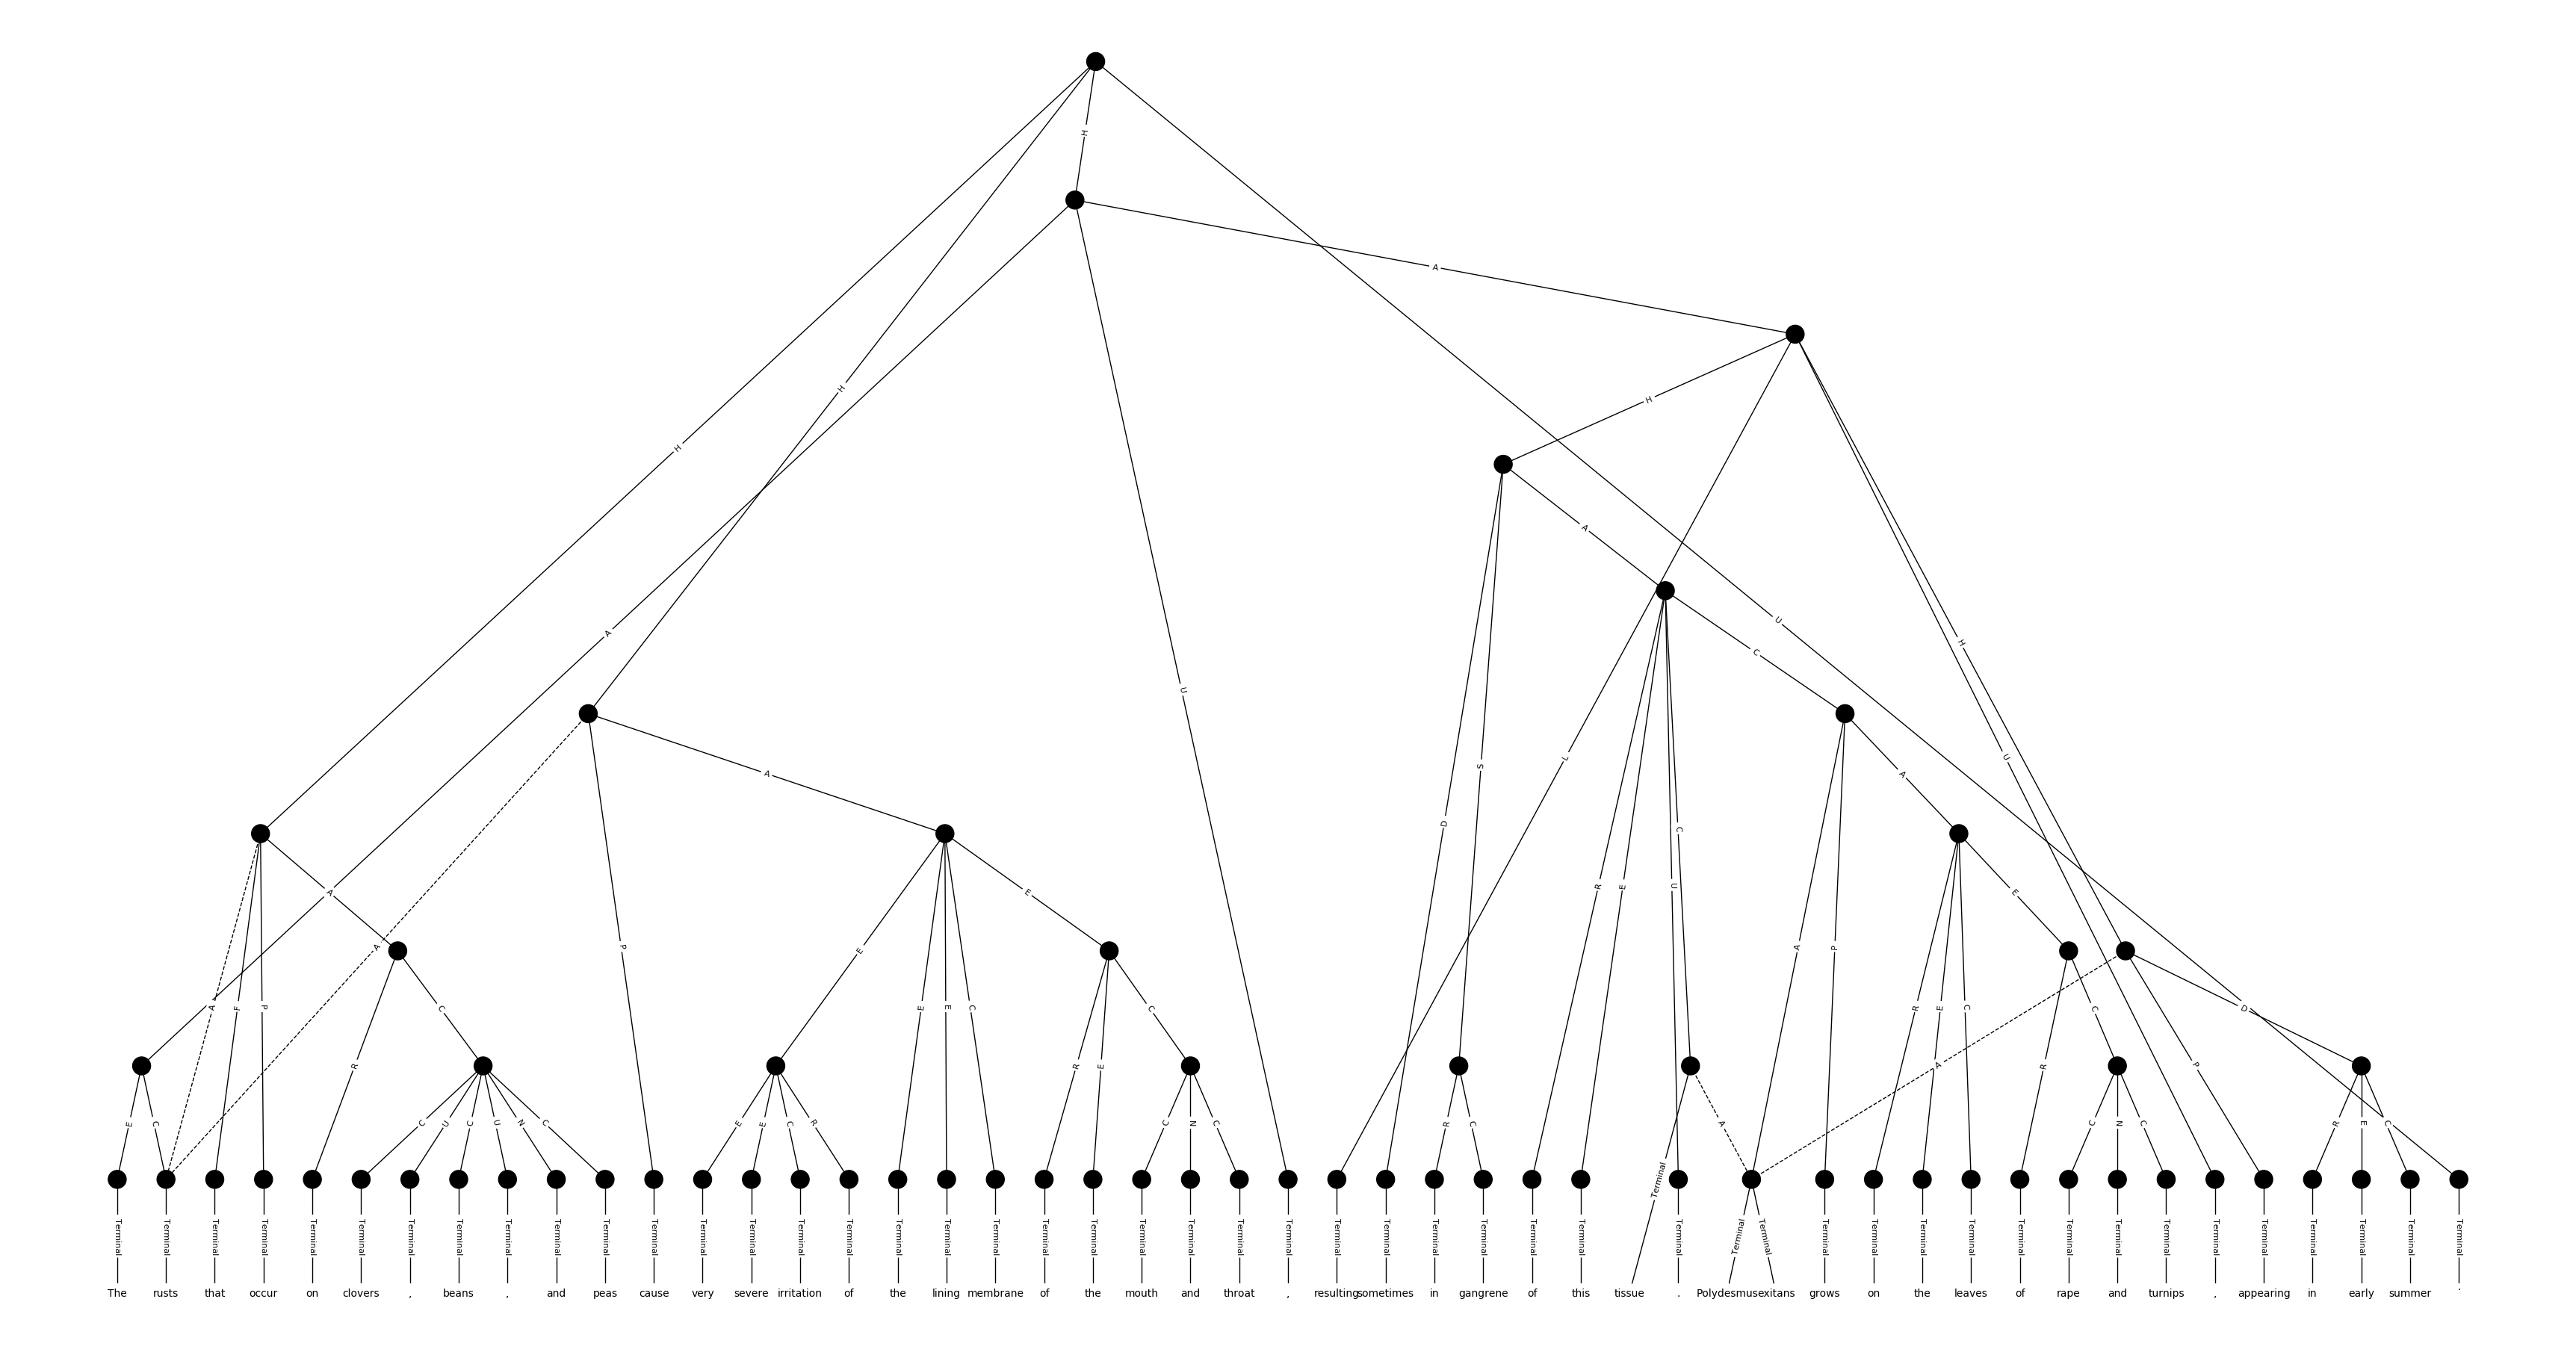 H
H
A
H
H
A
H
A
U
C
H
A
U
L
U
A
S
P
D
C
R
E
U
A
E
E
A
A
P
A
E
A
F
P
C
R
E
E
C
R
E
C
D
R
E
C
C
R
C
R
E
A
P
E
C
C
U
C
U
N
C
E
E
C
R
C
N
C
R
C
A
C
N
C
R
E
C
Terminal Terminal Terminal Terminal Terminal Terminal Terminal Terminal Terminal Terminal Terminal Terminal Terminal Terminal Terminal Terminal Terminal Terminal Terminal Terminal Terminal Terminal Terminal Terminal Terminal Terminal Terminal Terminal Terminal Terminal Terminal Terminal Terminal Terminal Terminal Terminal Terminal Terminal Terminal Terminal Terminal Terminal Terminal Terminal Terminal Terminal Terminal Terminal Terminal
The rusts that occur on clovers , beans , and peas cause very severe irritation of the lining membrane of the mouth and throat , resulting sometimes in gangrene of this tissue . Polydesmus exitans grows on the leaves of rape and turnips , appearing in early summer .